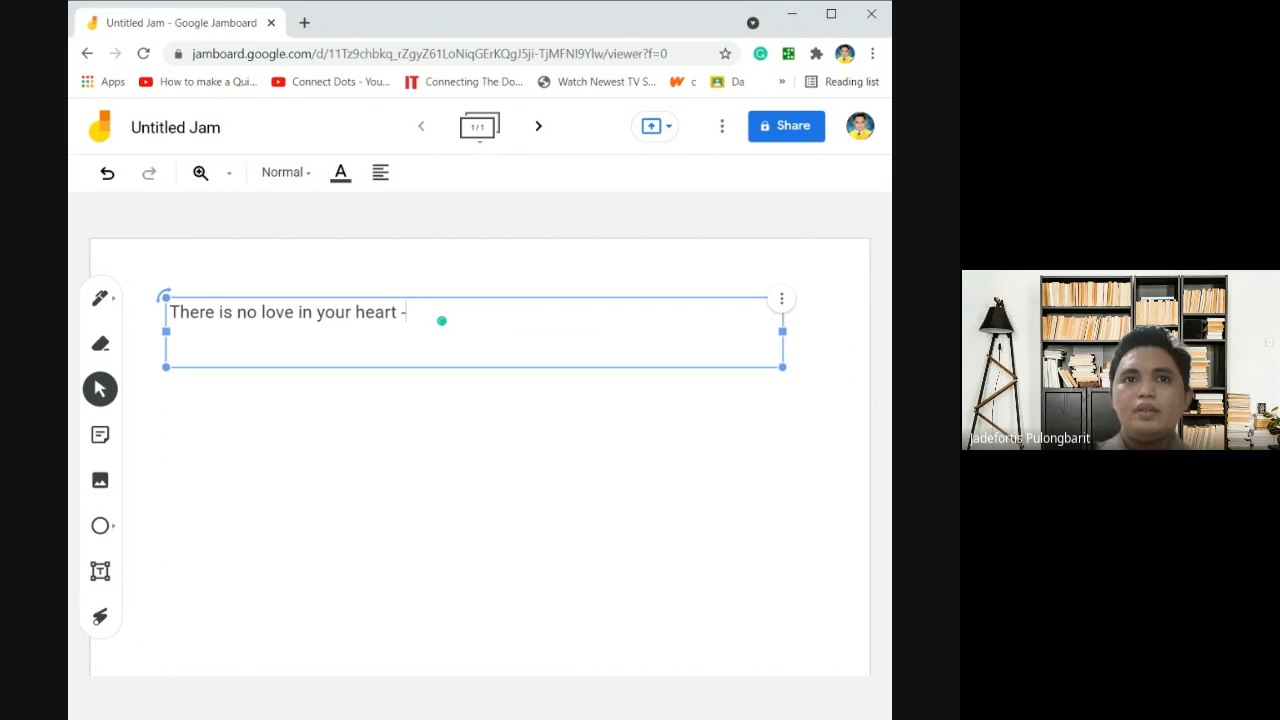 Untitled Jam - Google Jamboard
jamboard.google.com/d/11Tz9chbkq_rZgyZ61LoNiqGErKQgJ5ji-TjMFNI9Ylw/viewer?f=0
Apps How to make a Qui... Connect Dots - You... Connecting The Do... Watch Newest TV S... c Da » Reading list
Untitled Jam 1/1 Share
Normal A
There is no love in your heart -
Jadefortis Pulongbarit